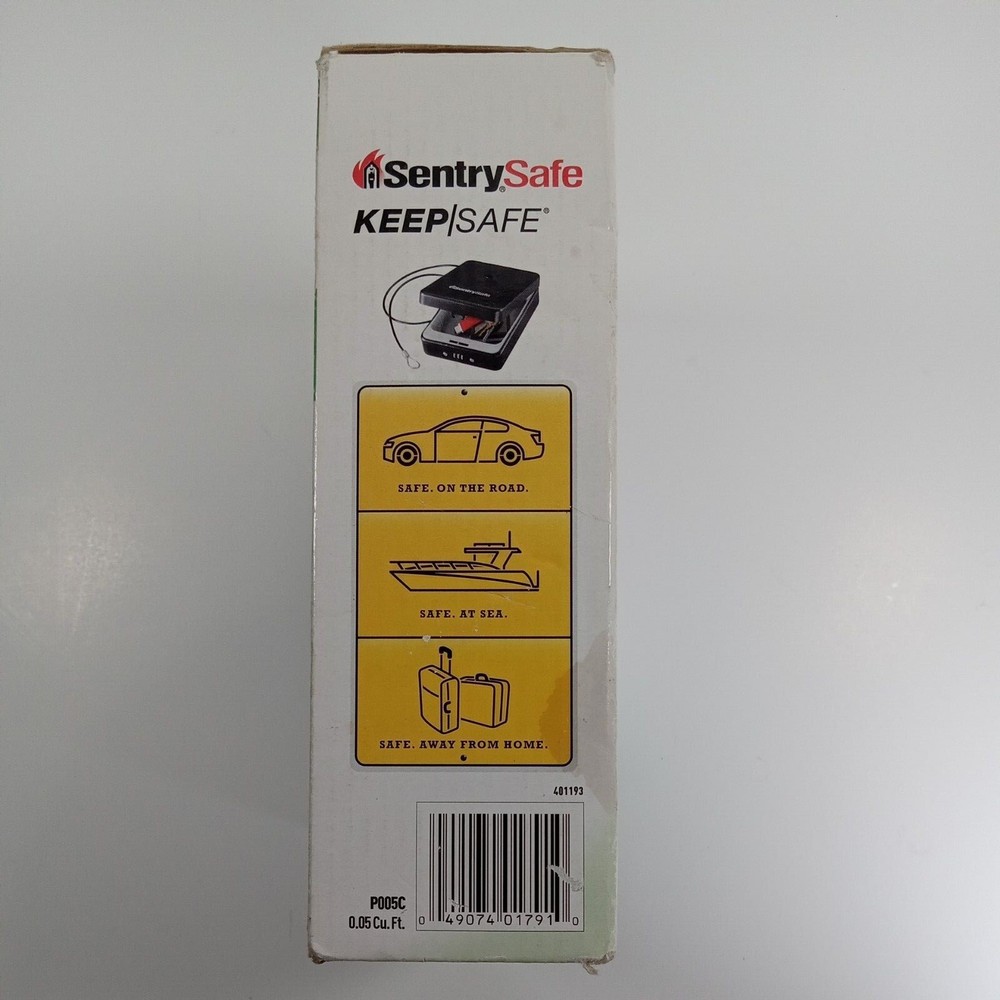 SentrySafe®
KEEP|SAFE®
SentrySafe
SAFE. ON THE ROAD.
SAFE. AT SEA.
SAFE. AWAY FROM HOME.
401193
P005C
0.05 Cu. Ft.
0 49074 01791 0